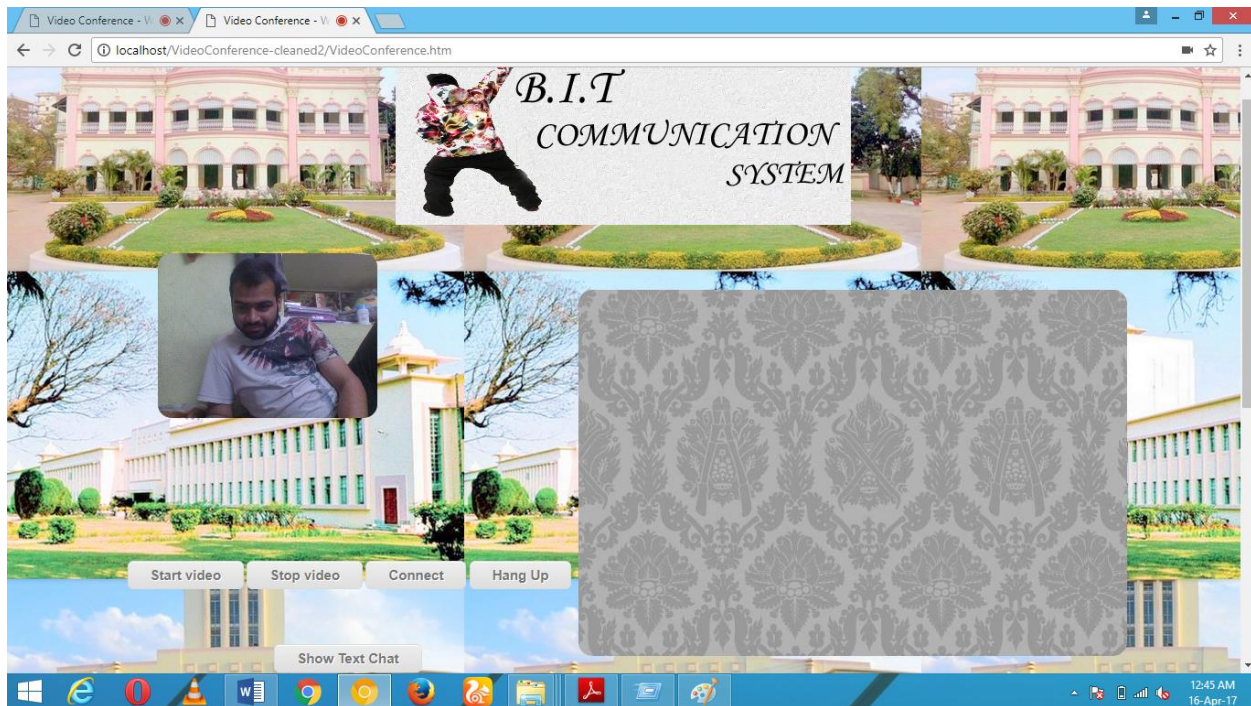 Video Conference - W
Video Conference - W
localhost/VideoConference-cleaned2/VideoConference.htm
B.I.T
COMMUNICATION
SYSTEM
Start video Stop video Connect Hang Up
Show Text Chat
12:45 AM
16-Apr-17